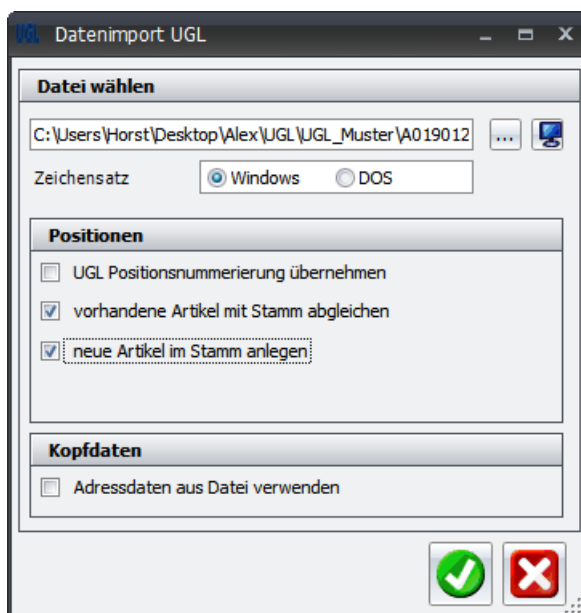 UGL Datenimport UGL
Datei wählen
C:\Users\Horst\Desktop\Alex\UGL\UGL_Muster\A019012 ...
Zeichensatz Windows DOS
Positionen
UGL Positionsnummerierung übernehmen
vorhandene Artikel mit Stamm abgleichen
neue Artikel im Stamm anlegen
Kopfdaten
Adressdaten aus Datei verwenden